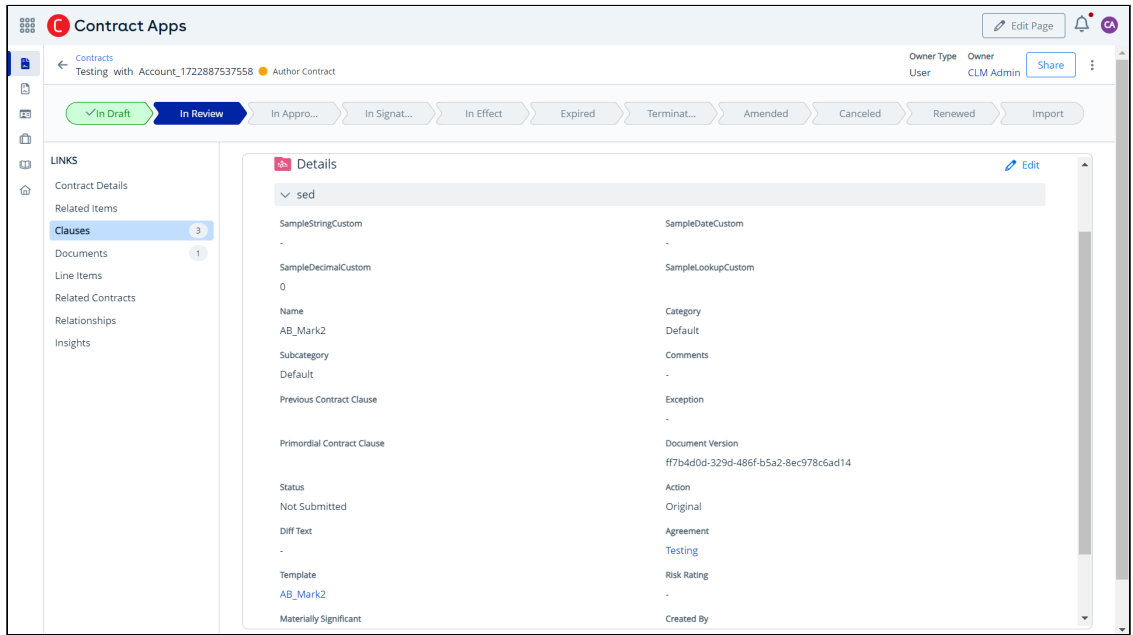 Contract Apps
Edit Page
CA
Contracts
Testing with Account_1722887537558
Author Contract
Owner Type
User
Owner
CLM Admin
Share
In Draft
In Review
In Appro...
In Signat...
In Effect
Expired
Terminat...
Amended
Canceled
Renewed
Import
LINKS
Contract Details
Related Items
Clauses 3
Documents 1
Line Items
Related Contracts
Relationships
Insights
Details
Edit
sed
SampleStringCustom
-
SampleDateCustom
-
SampleDecimalCustom
0
SampleLookupCustom
Name
AB_Mark2
Category
Default
Subcategory
Default
Comments
-
Previous Contract Clause
Exception
-
Primordial Contract Clause
Document Version
ff7b4d0d-329d-486f-b5a2-8ec978c6ad14
Status
Not Submitted
Action
Original
Diff Text
-
Agreement
Testing
Template
AB_Mark2
Risk Rating
-
Materially Significant
Created By